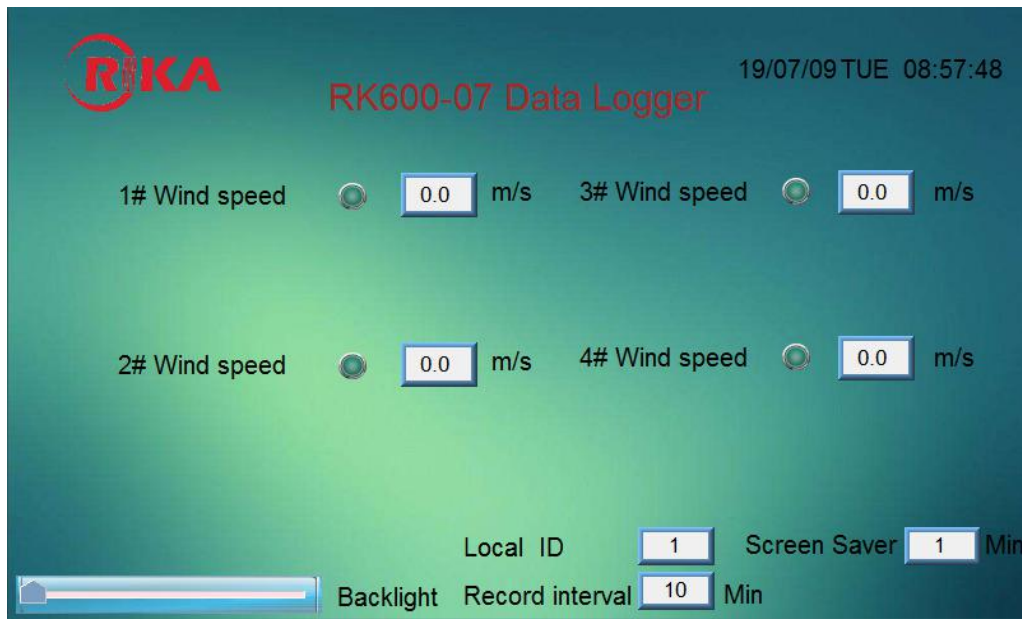 RIKA
19/07/09 TUE 08:57:48
RK600-07 Data Logger
1# Wind speed 0.0 m/s 3# Wind speed 0.0 m/s
2# Wind speed 0.0 m/s 4# Wind speed 0.0 m/s
Local ID 1 Screen Saver 1 Min
Backlight Record interval 10 Min